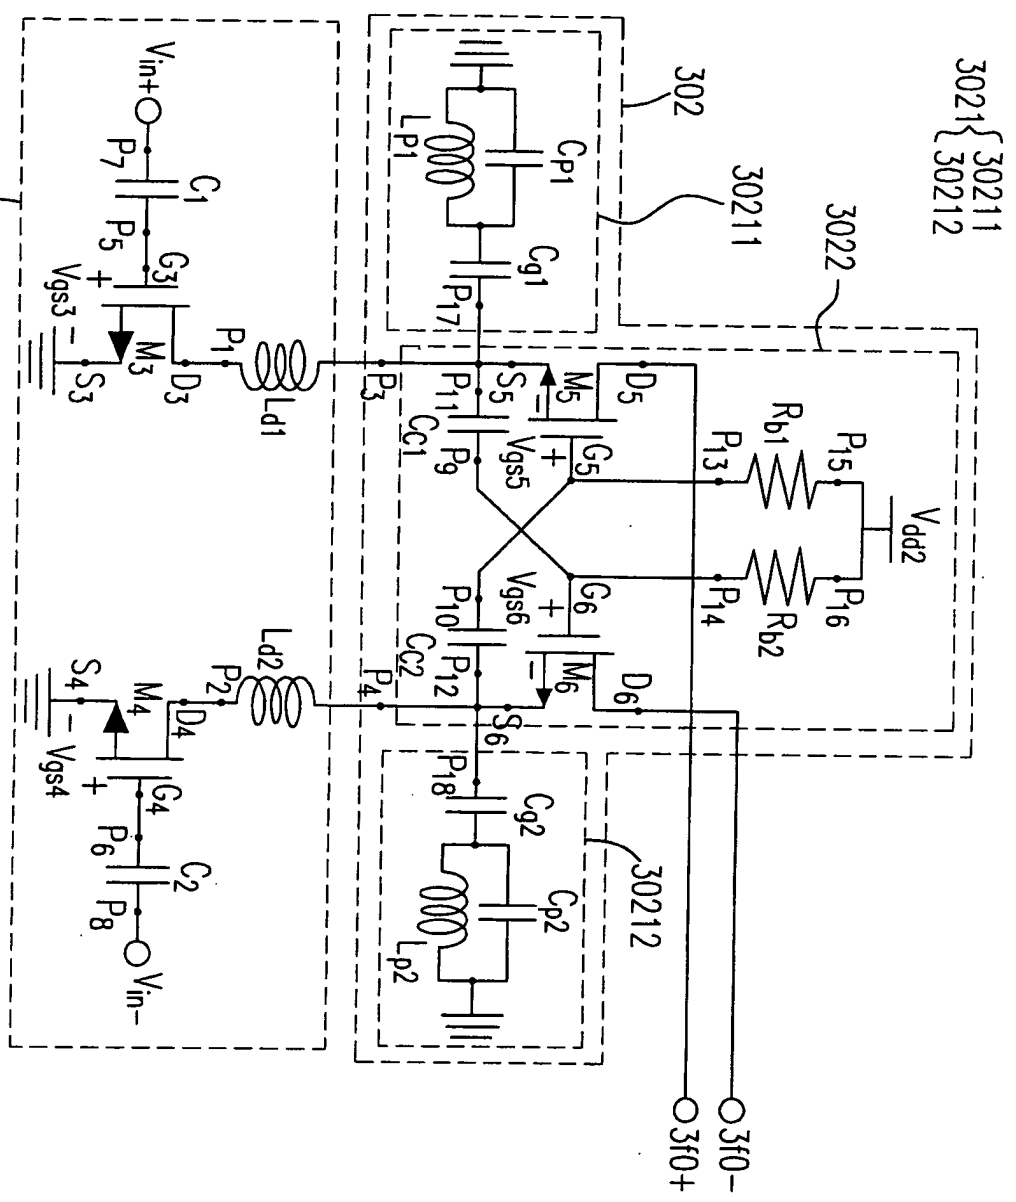 3021 { 30211
30212
302
30211
3022
Vdd2
P15
P16
Rb1
Rb2
P13
P14
D5
D6
3f0-
3f0+
CP1
LP1
Cg1
P17
M5
G5
S5
Vgs5
+
-
P11
CC1
P9
G6
M6
Vgs6
+
-
S6
P10
CC2
P12
P18
Cg2
Cp2
Lp2
30212
P3
P4
Ld1
Ld2
P1
P2
D3
D4
Vin+
P7
C1
P5
G3
+
Vgs3
-
M3
S3
S4
M4
-
Vgs4
+
G4
P6
C2
P8
Vin-